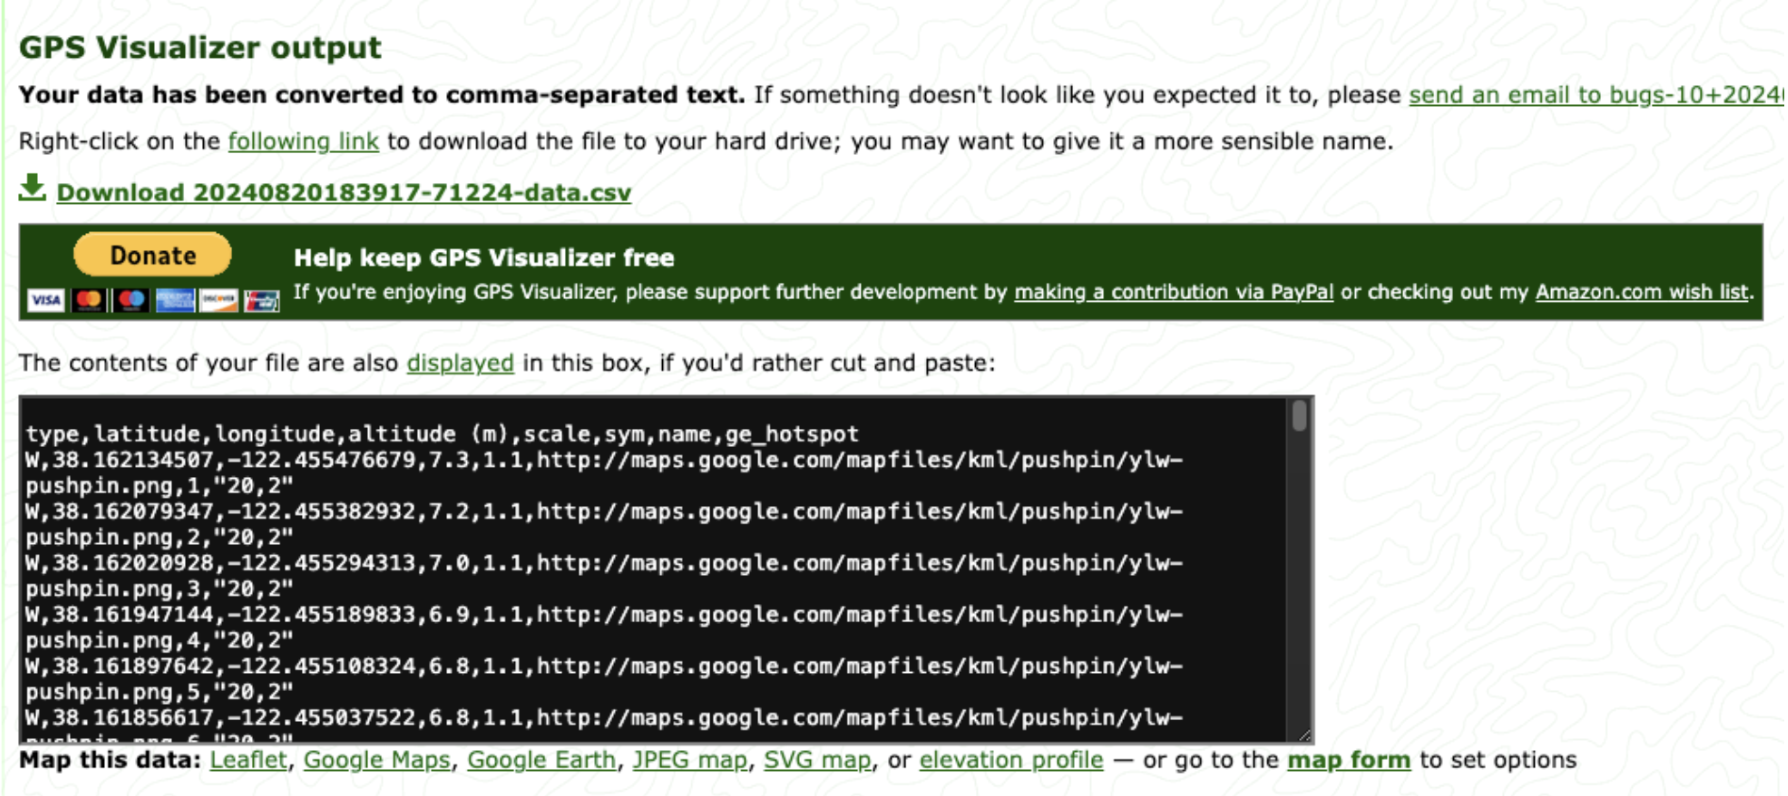 GPS Visualizer output
Your data has been converted to comma-separated text. If something doesn't look like you expected it to, please send an email to bugs-10+2024
Right-click on the following link to download the file to your hard drive; you may want to give it a more sensible name.
Download 20240820183917-71224-data.csv
Donate
Help keep GPS Visualizer free
VISA
DISCOVER
If you're enjoying GPS Visualizer, please support further development by making a contribution via PayPal or checking out my Amazon.com wish list.
The contents of your file are also displayed in this box, if you'd rather cut and paste:
type,latitude,longitude,altitude (m),scale,sym,name,ge_hotspot
W,38.162134507,-122.455476679,7.3,1.1,http://maps.google.com/mapfiles/kml/pushpin/ylw-
pushpin.png,1,"20,2"
W,38.162079347,-122.455382932,7.2,1.1,http://maps.google.com/mapfiles/kml/pushpin/ylw-
pushpin.png,2,"20,2"
W,38.162020928,-122.455294313,7.0,1.1,http://maps.google.com/mapfiles/kml/pushpin/ylw-
pushpin.png,3,"20,2"
W,38.161947144,-122.455189833,6.9,1.1,http://maps.google.com/mapfiles/kml/pushpin/ylw-
pushpin.png,4,"20,2"
W,38.161897642,-122.455108324,6.8,1.1,http://maps.google.com/mapfiles/kml/pushpin/ylw-
pushpin.png,5,"20,2"
W,38.161856617,-122.455037522,6.8,1.1,http://maps.google.com/mapfiles/kml/pushpin/ylw-
pushpin.png,6,"20,2"
Map this data: Leaflet, Google Maps, Google Earth, JPEG map, SVG map, or elevation profile — or go to the map form to set options